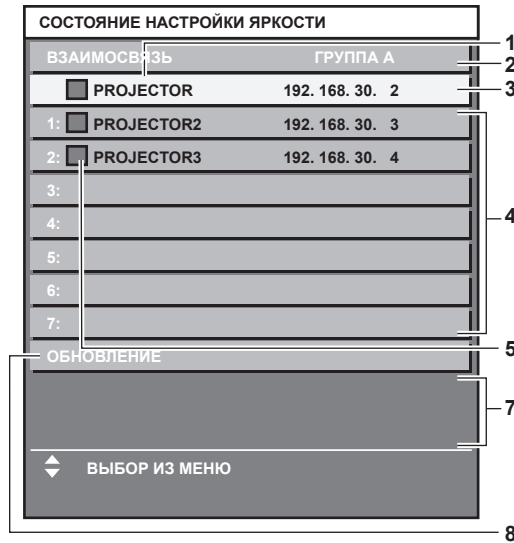 СОСТОЯНИЕ НАСТРОЙКИ ЯРКОСТИ
ВЗАИМОСВЯЗЬ ГРУППА A
PROJECTOR 192. 168. 30. 2
1: PROJECTOR2 192. 168. 30. 3
2: PROJECTOR3 192. 168. 30. 4
3:
4:
5:
6:
7:
ОБНОВЛЕНИЕ
ВЫБОР ИЗ МЕНЮ
1
2
3
4
5
7
8